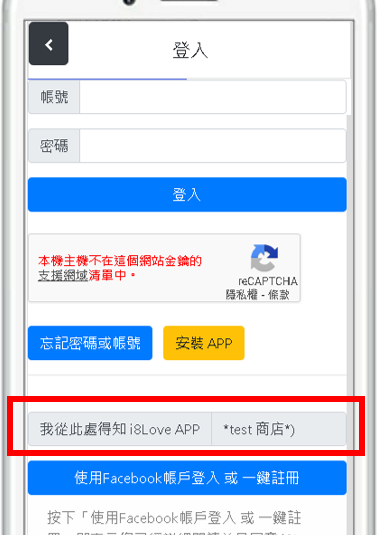 登入
帳號
密碼
登入
本機主機不在這個網站金鑰的
支援網域清單中。
reCAPTCHA
隱私權 - 條款
忘記密碼或帳號
安裝 APP
我從此處得知 i8Love APP
*test 商店*)
使用Facebook帳戶登入 或 一鍵註冊
按下「使用Facebook帳戶登入 或 一鍵註